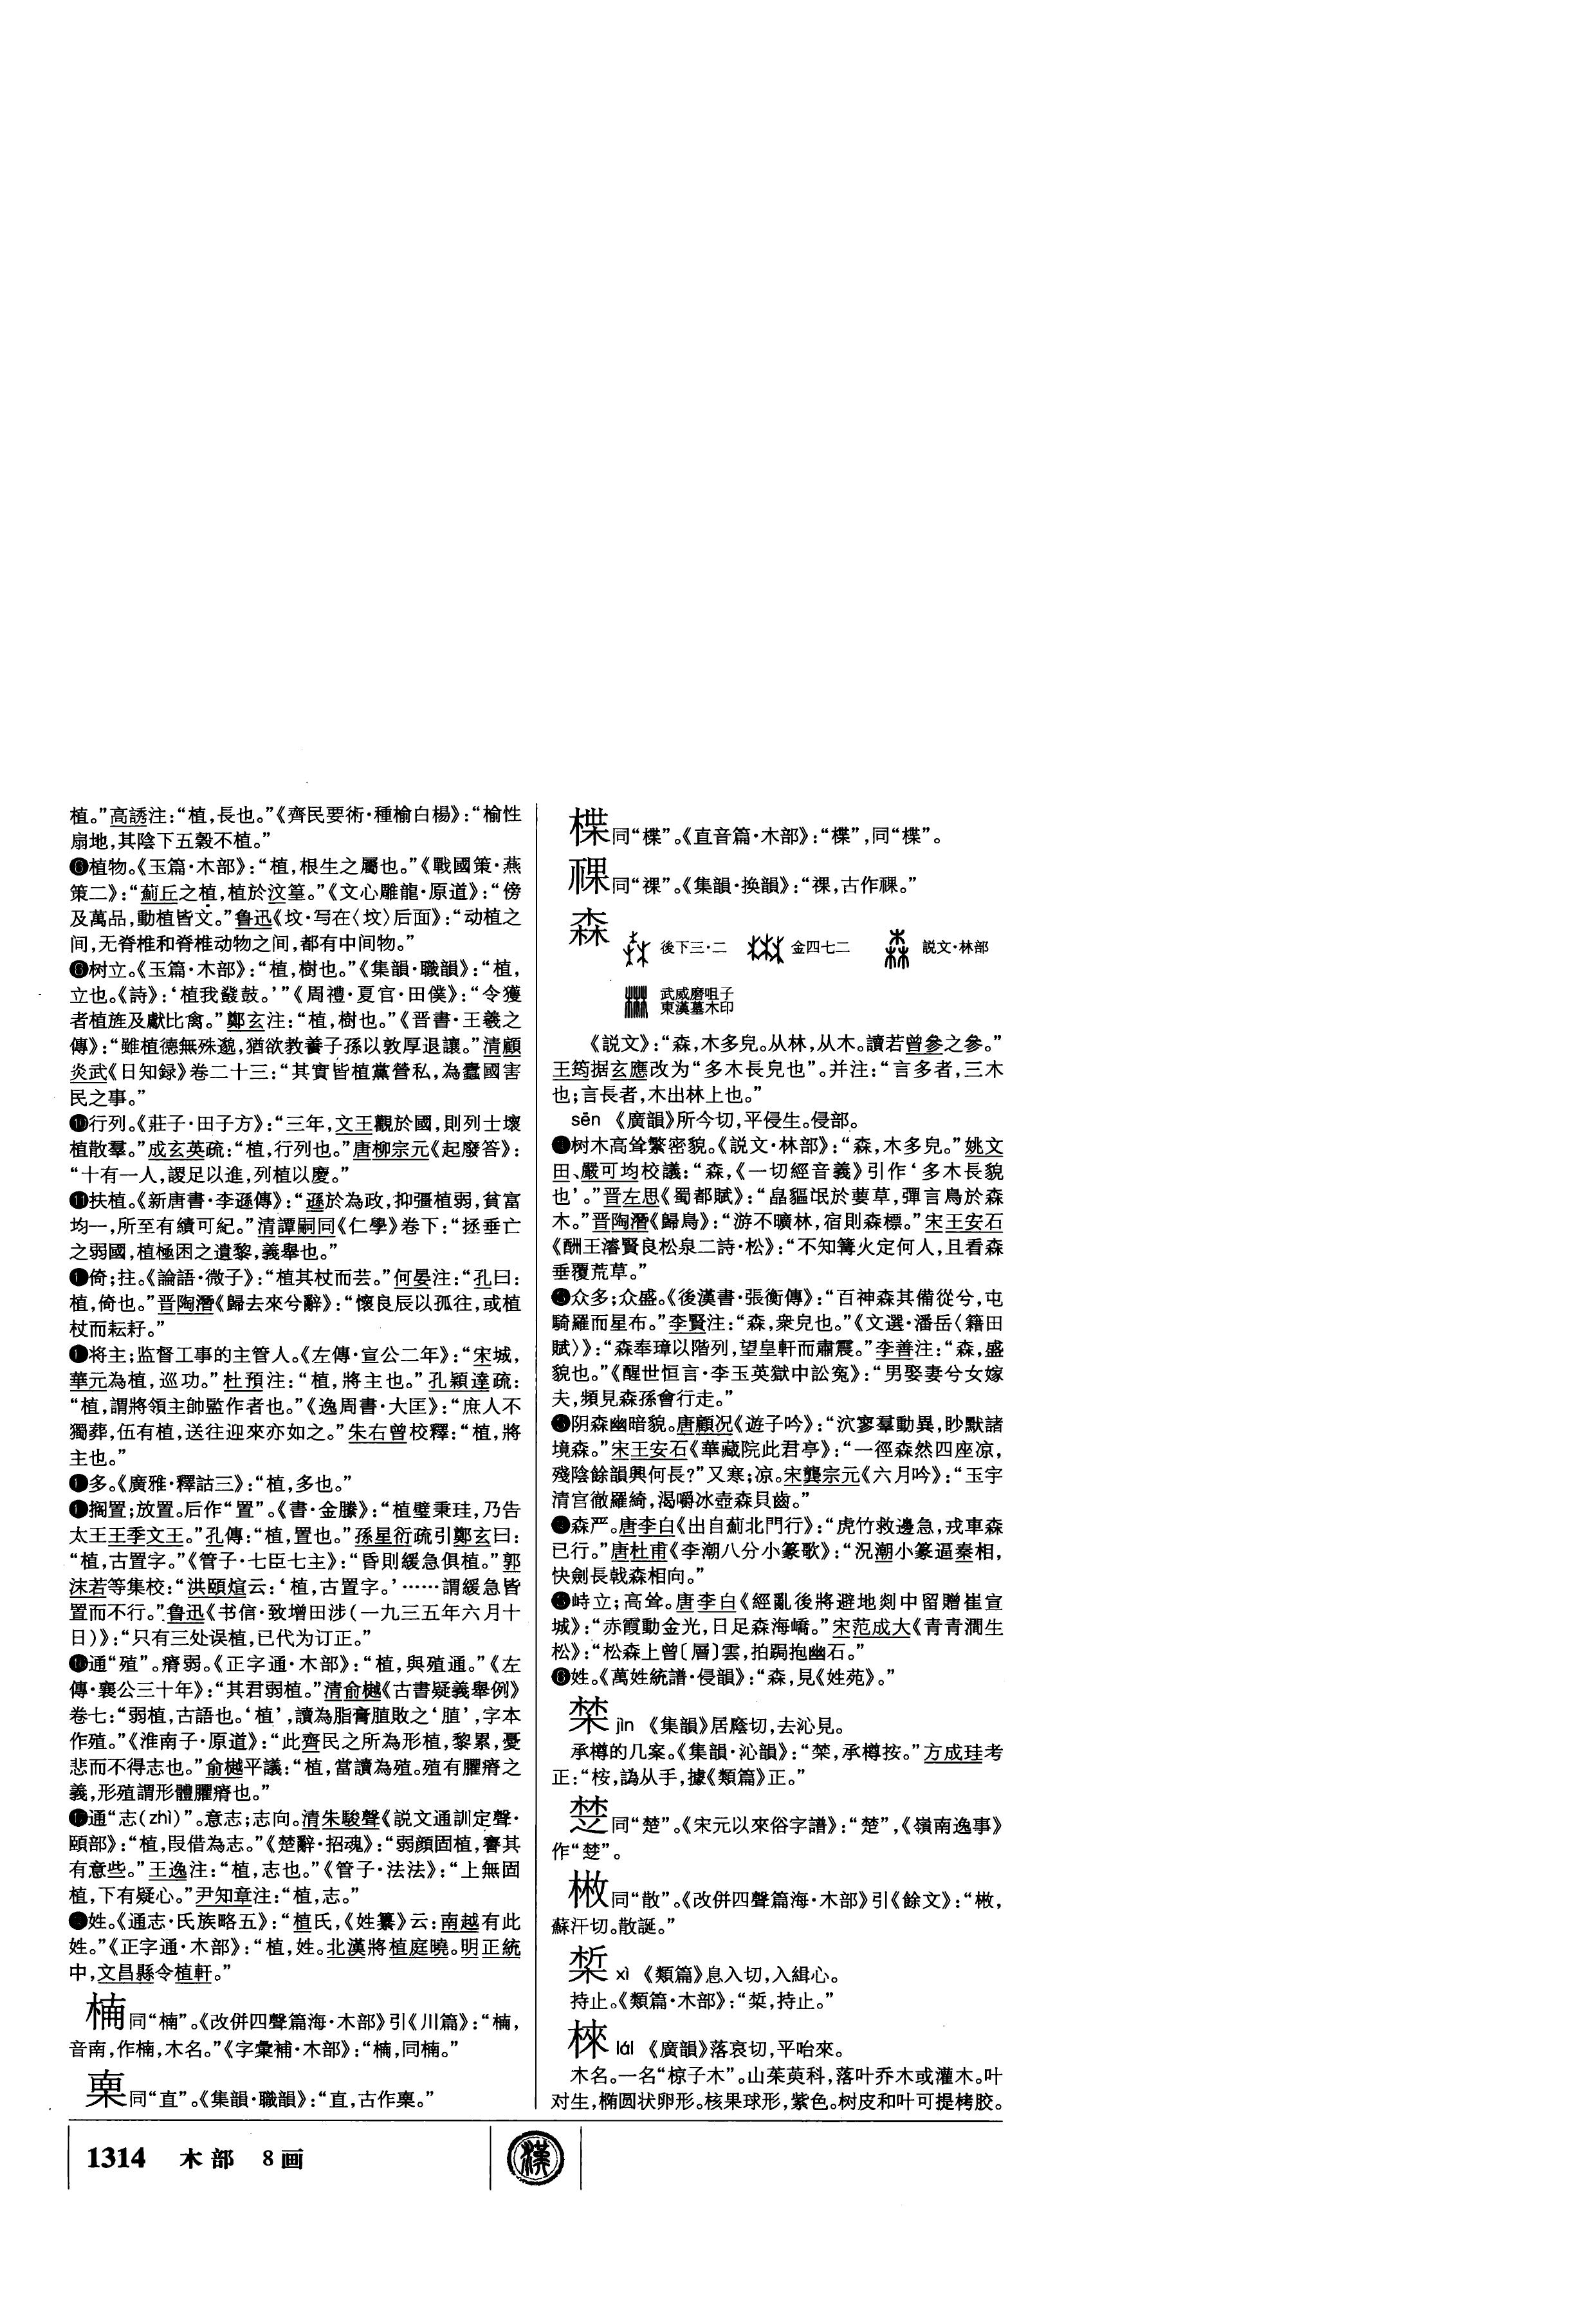 植。”高誘注：“植，長也。”《齊民要術·種榆白楊》：“榆性
扇地，其陰下五穀不植。”
植物。《玉篇·木部》：“植，根生之屬也。”《戰國策·燕
策二》：“薊丘之植，植於汶篁。”《文心雕龍·原道》：“傍
及萬品，動植皆文。”鲁迅《坟·写在〈坟〉后面》：“动植之
间，无脊椎和脊椎动物之间，都有中间物。”
树立。《玉篇·木部》：“植，樹也。”《集韻·職韻》：“植，
立也。《詩》：‘植我鼗鼓。’”《周禮·夏官·田僕》：“令獲
者植旌及獻比禽。”鄭玄注：“植，樹也。”《晋書·王羲之
傳》：“雖植德無殊邈，猶欲教養子孫以敦厚退讓。”清顧
炎武《日知録》卷二十三：“其實皆植黨營私，為蠹國害
民之事。”
❿行列。《莊子·田子方》：“三年，文王觀於國，則列士壞
植散羣。”成玄英疏：“植，行列也。”唐柳宗元《起廢答》：
“十有一人，謖足以進，列植以慶。”
⓫扶植。《新唐書·李遜傳》：“遜於為政，抑彊植弱，貧富
均一，所至有績可紀。”清譚嗣同《仁學》卷下：“拯垂亡
之弱國，植極困之遺黎，義舉也。”
倚；拄。《論語·微子》：“植其杖而芸。”何晏注：“孔曰：
植，倚也。”晋陶潛《歸去來兮辭》：“懷良辰以孤往，或植
杖而耘耔。”
将主；监督工事的主管人。《左傳·宣公二年》：“宋城，
華元為植，巡功。”杜預注：“植，將主也。”孔穎達疏：
“植，謂將領主帥監作者也。”《逸周書·大匡》：“庶人不
獨葬，伍有植，送往迎來亦如之。”朱右曾校釋：“植，將
主也。”
多。《廣雅·釋詁三》：“植，多也。”
搁置；放置。后作“置”。《書·金縢》：“植璧秉珪，乃告
太王王季文王。”孔傳：“植，置也。”孫星衍疏引鄭玄曰：
“植，古置字。”《管子·七臣七主》：“昏則緩急俱植。”郭
沫若等集校：“洪頤煊云：‘植，古置字。’……謂緩急皆
置而不行。”鲁迅《书信·致增田涉（一九三五年六月十
日）》：“只有三处误植，已代为订正。”
通“殖”。瘠弱。《正字通·木部》：“植，與殖通。”《左
傳·襄公三十年》：“其君弱植。”清俞樾《古書疑義舉例》
卷七：“弱植，古語也。‘植’，讀為脂膏䐈敗之‘䐈’，字本
作殖。”《淮南子·原道》：“此齊民之所為形植，黎累，憂
悲而不得志也。”俞樾平議：“植，當讀為殖。殖有臞瘠之
義，形殖謂形體臞瘠也。”
通“志（zhì）”。意志；志向。清朱駿聲《説文通訓定聲·
頤部》：“植，叚借為志。”《楚辭·招魂》：“弱顔固植，謇其
有意些。”王逸注：“植，志也。”《管子·法法》：“上無固
植，下有疑心。”尹知章注：“植，志。”
姓。《通志·氏族略五》：“植氏，《姓纂》云：南越有此
姓。”《正字通·木部》：“植，姓。北漢將植庭曉。明正統
中，文昌縣令植軒。”
同“楠”。《改併四聲篇海·木部》引《川篇》：
音南，作楠，木名。”《字彙補·木部》：
同“直”。《集韻·職韻》：“直，古作
1314 木部 8画
同《直音篇·木部》：
同“祼”。《集韻·換韻》：“祼，古作
森 後下三·二 金四七二 説文·林部
武威磨咀子
東漢墓木印
《説文》：“森，木多皃。从林，从木。讀若曾參之參。”
王筠据玄應改为“多木長皃也”。并注：“言多者，三木
也；言長者，木出林上也。”
sēn 《廣韻》所今切，平侵生。侵部。
树木高耸繁密貌。《説文·林部》：“森，木多皃。”姚文
田、嚴可均校議：“森，《一切經音義》引作‘多木長貌
也’。”晋左思《蜀都賦》：“皛貙氓於葽草，彈言鳥於森
木。”晋陶潛《歸鳥》：“游不曠林，宿則森標。”宋王安石
《酬王濬賢良松泉二詩·松》：“不知篝火定何人，且看森
垂覆荒草。”
众多；众盛。《後漢書·張衡傳》：“百神森其備從兮，屯
騎羅而星布。”李賢注：“森，衆皃也。”《文選·潘岳〈籍田
賦〉》：“森奉璋以階列，望皇軒而肅震。”李善注：“森，盛
貌也。”《醒世恒言·李玉英獄中訟冤》：“男娶妻兮女嫁
夫，頻見森孫會行走。”
阴森幽暗貌。唐顧况《遊子吟》：“沉寥羣動異，眇默諸
境森。”宋王安石《華藏院此君亭》：“一徑森然四座凉，
殘陰餘韻興何長？”又寒；凉。宋龔宗元《六月吟》：“玉宇
清宫徹羅綺，渴嚼冰壺森貝齒。”
森严。唐李白《出自薊北門行》：“虎竹救邊急，戎車森
已行。”唐杜甫《李潮八分小篆歌》：“況潮小篆逼秦相，
快劍長戟森相向。”
峙立；高耸。唐李白《經亂後將避地剡中留贈崔宣
城》：“赤霞動金光，日足森海嶠。”宋范成大《青青澗生
松》：“松森上曾〔層〕雲，拍跼抱幽石。”
❻姓。《萬姓統譜·侵韻》：“森，見《姓苑》。”
jìn 《集韻》居廕切，去沁見。
承樽的几案。《集韻·沁韻》：承樽按。”方成珪考
正：譌从手，據《類篇》正。”
同“楚”。《宋元以來俗字譜》：“楚”，《嶺南逸事》
作
同“散”。《改併四聲篇海·木部》引《餘文》：
蘇汗切。散誕。”
xì 《類篇》息入切，入緝心。
持止。《類篇·木部》：持止。”
棶 lái 《廣韻》落哀切，平咍來。
木名。一名“椋子木”。山茱萸科，落叶乔木或灌木。叶
对生，椭圆状卵形。核果球形，紫色。树皮和叶可提栲胶。
漢